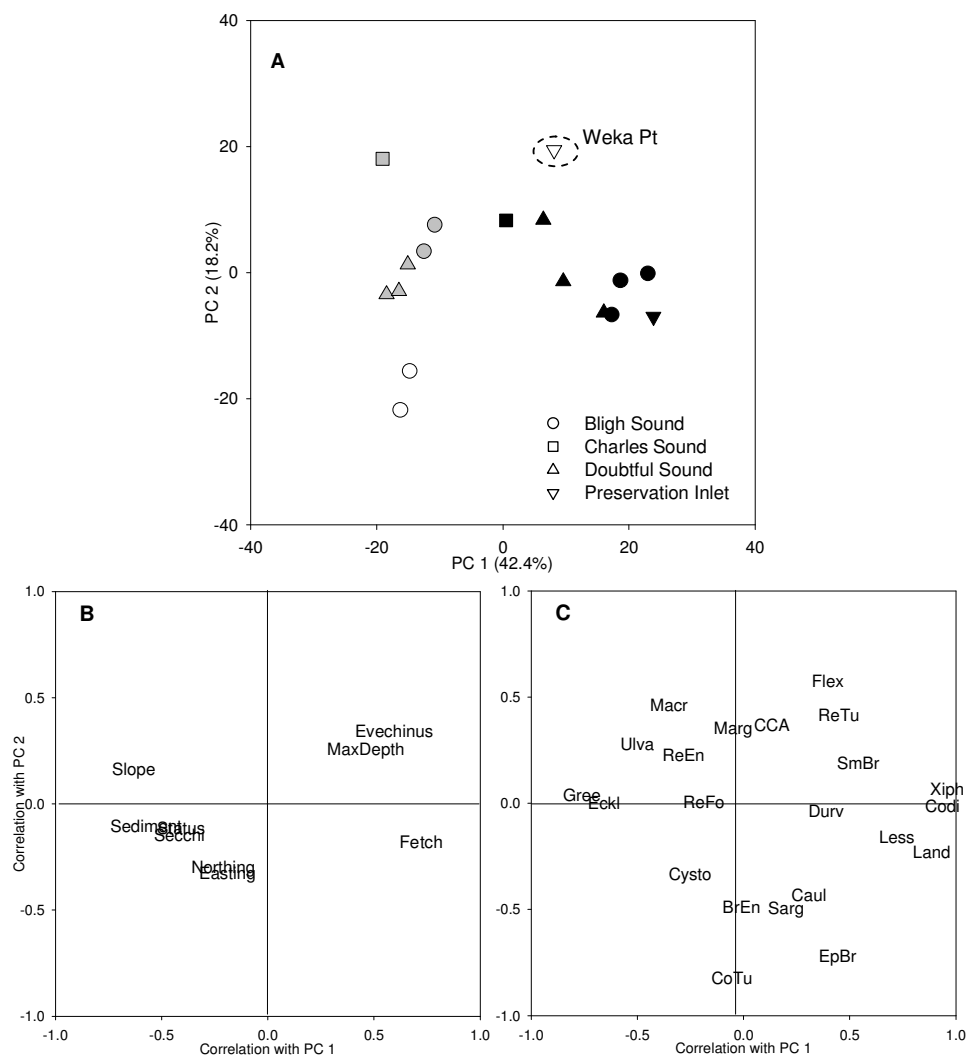 40
A
Weka Pt
20
PC 2 (18.2%)
0
-20
Bligh Sound
Charles Sound
Doubtful Sound
Preservation Inlet
-40
-40 -20 0 20 40
PC 1 (42.4%)
1.0
B
0.5
Evechinus
MaxDepth
Slope
Correlation with PC 2
0.0
Sediment
Status
Secchi
Fetch
Northing
Easting
-0.5
-1.0
-1.0 -0.5 0.0 0.5 1.0
Correlation with PC 1
1.0
C
Flex
0.5
Macr
ReTu
Marg
CCA
Ulva
ReEn
SmBr
Xiph
Gree
Eckl
ReFo
Codi
0.0
Durv
Less
Land
Cysto
Caul
-0.5
BrEn
Sarg
EpBr
CoTu
-1.0
-1.0 -0.5 0.0 0.5 1.0
Correlation with PC 1